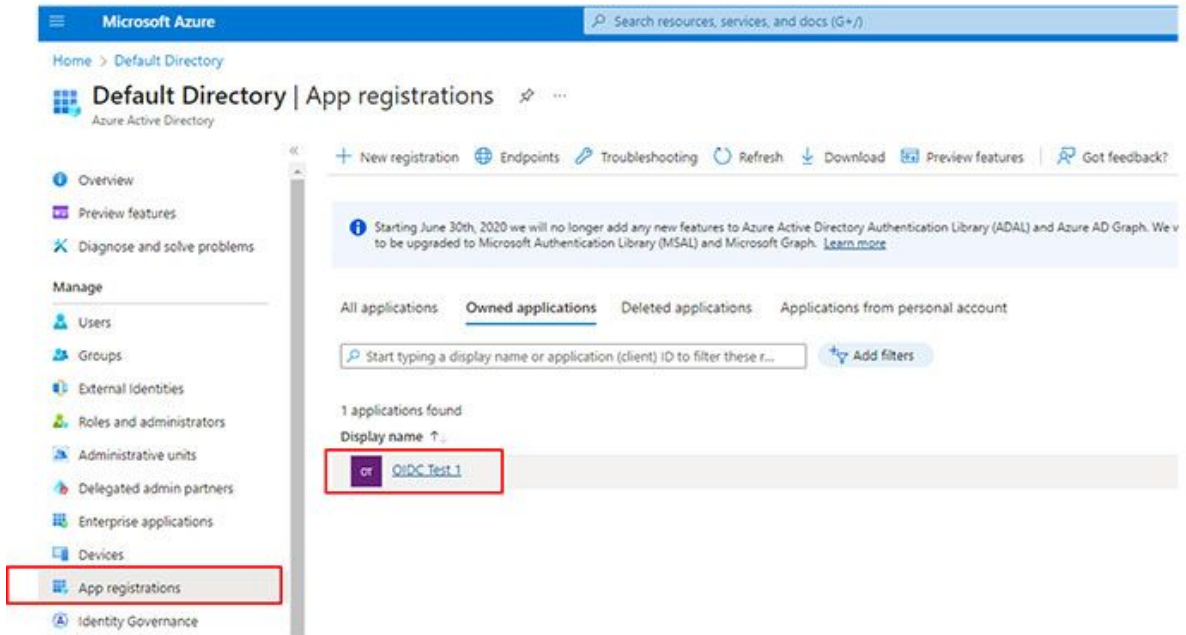 Microsoft Azure
Search resources, services, and docs (G+/)
Home > Default Directory
Default Directory | App registrations
Azure Active Directory
Overview
Preview features
Diagnose and solve problems
Manage
Users
Groups
External Identities
Roles and administrators
Administrative units
Delegated admin partners
Enterprise applications
Devices
App registrations
Identity Governance
New registration Endpoints Troubleshooting Refresh Download Preview features Got feedback?
Starting June 30th, 2020 we will no longer add any new features to Azure Active Directory Authentication Library (ADAL) and Azure AD Graph. We
to be upgraded to Microsoft Authentication Library (MSAL) and Microsoft Graph. Learn more
All applications Owned applications Deleted applications Applications from personal account
Start typing a display name or application (client) ID to filter these r... Add filters
1 applications found
Display name ↑↓
OT OIDC Test 1